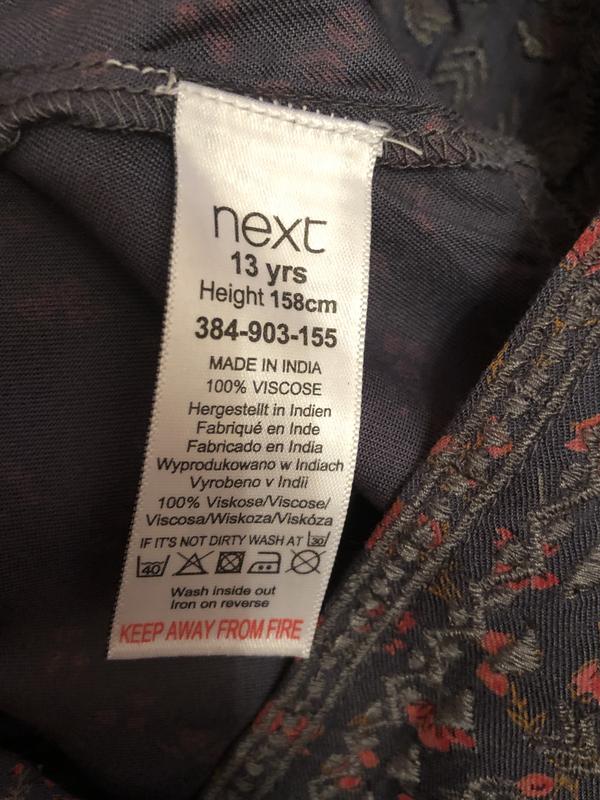 next
13 yrs
Height 158cm
384-903-155
MADE IN INDIA
100% VISCOSE
Hergestellt in Indien
Fabriqué en Inde
Fabricado en India
Wyprodukowano w Indiach
Vyrobeno v Indii
100% Viskose/Viscose/
Viscosa/Wiskoza/Viskóza
IF IT'S NOT DIRTY WASH AT 30
40
Wash inside out
Iron on reverse
KEEP AWAY FROM FIRE